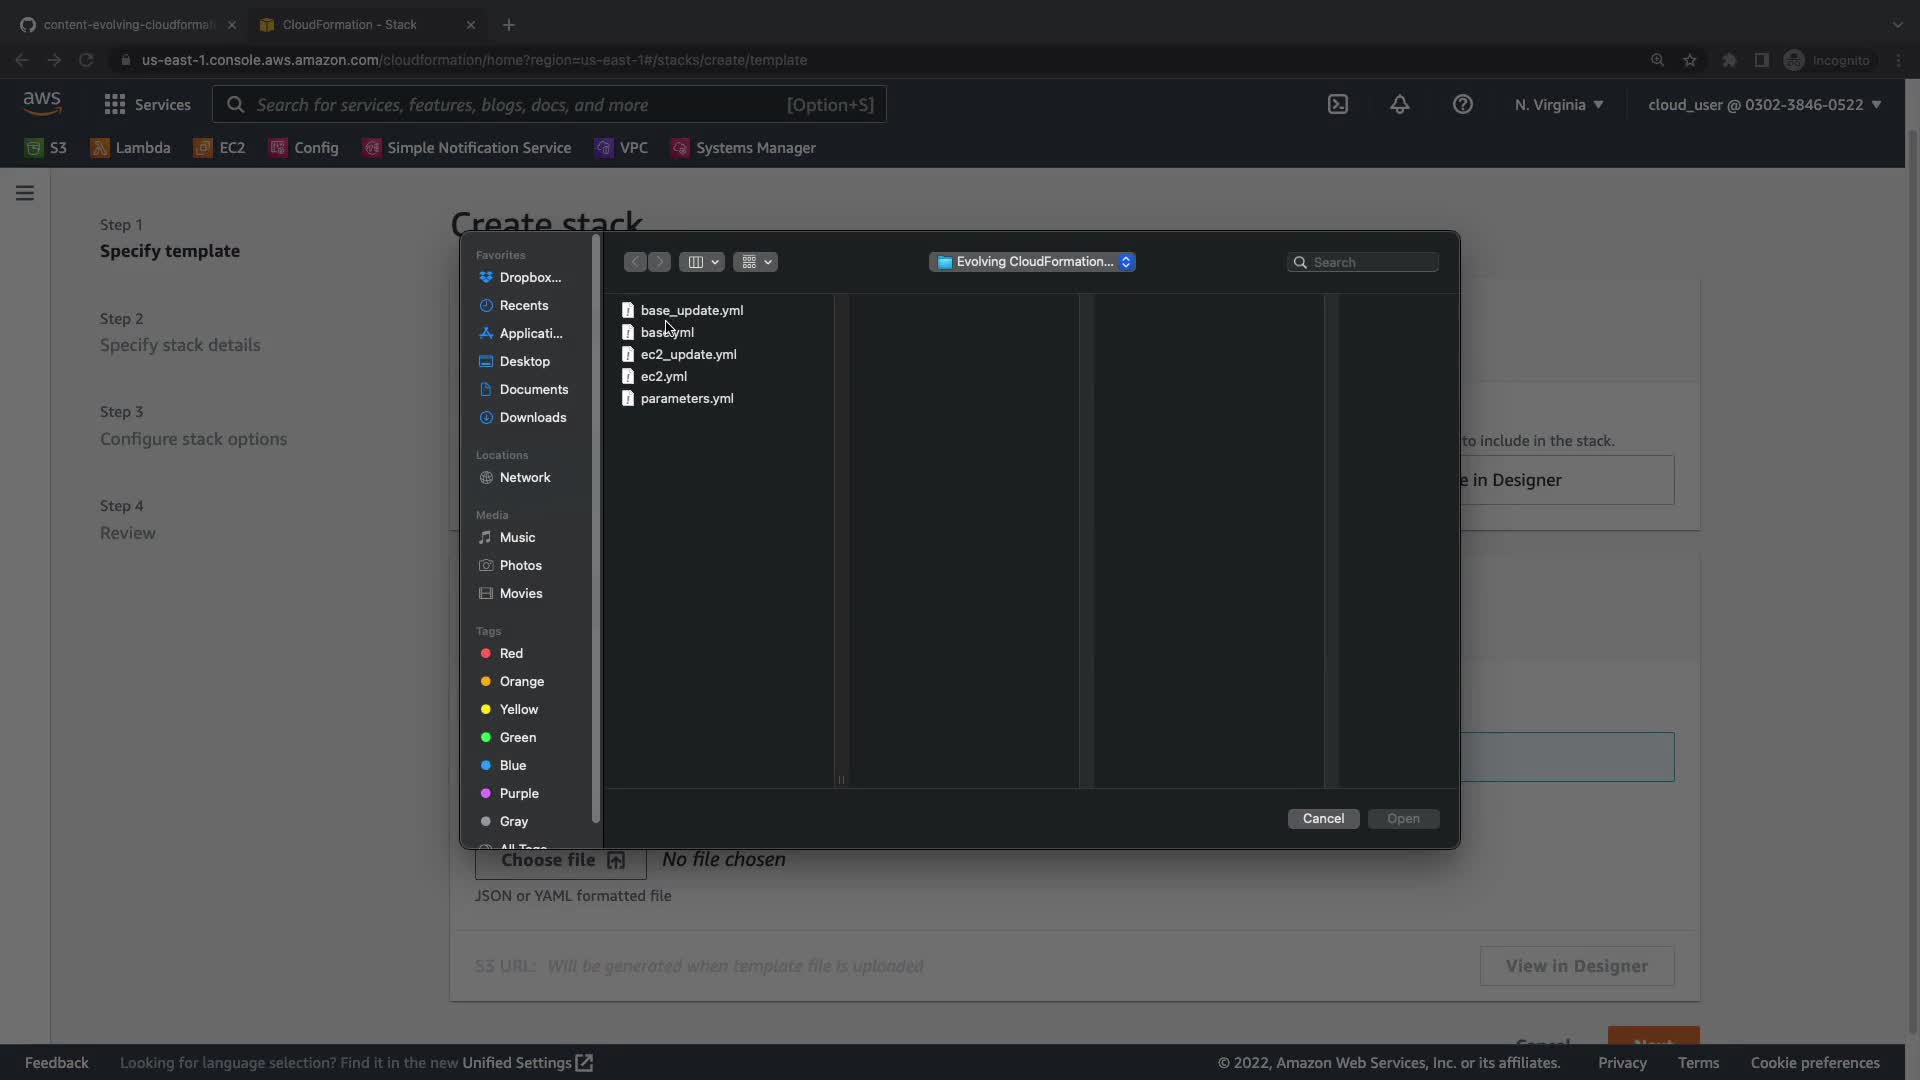 content-evolving-cloudformat
CloudFormation - Stack
us-east-1.console.aws.amazon.com/cloudformation/home?region=us-east-1#/stacks/create/template
Incognito
aws
Services
Search for services, features, blogs, docs, and more
[Option+S]
N. Virginia
cloud_user @ 0302-3846-0522
S3
Lambda
EC2
Config
Simple Notification Service
VPC
Systems Manager
Step 1
Specify template
Step 2
Specify stack details
Step 3
Configure stack options
Step 4
Review
Create stack
Favorites
Dropbox...
Recents
Applicati...
Desktop
Documents
Downloads
Locations
Network
Media
Music
Photos
Movies
Tags
Red
Orange
Yellow
Green
Blue
Purple
Gray
All Tags
Evolving CloudFormation...
Search
base_update.yml
base.yml
ec2_update.yml
ec2.yml
parameters.yml
Cancel
Open
to include in the stack.
e in Designer
Choose file
No file chosen
JSON or YAML formatted file
S3 URL: Will be generated when template file is uploaded
View in Designer
Cancel
Next
Feedback
Looking for language selection? Find it in the new Unified Settings
© 2022, Amazon Web Services, Inc. or its affiliates.
Privacy
Terms
Cookie preferences